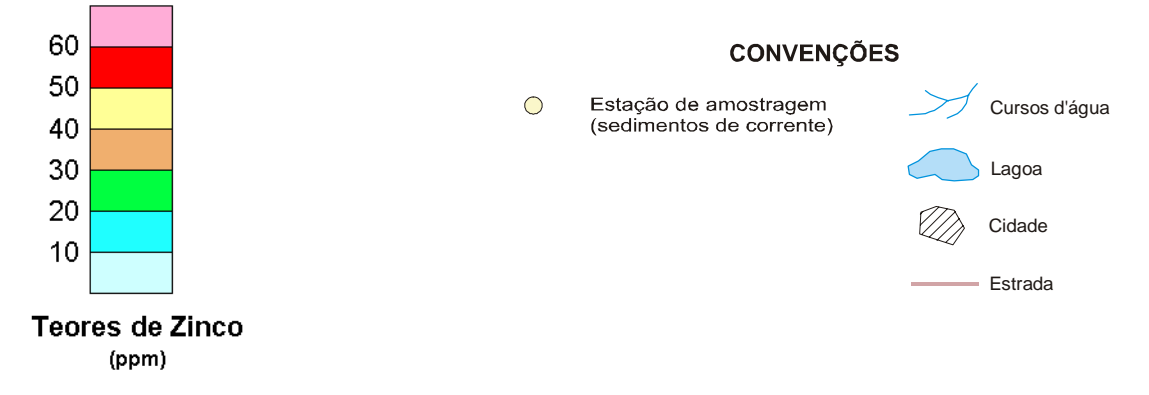 60
50
40
30
20
10
Teores de Zinco
(ppm)
CONVENÇÕES
Estação de amostragem
(sedimentos de corrente)
Cursos d'água
Lagoa
Cidade
Estrada